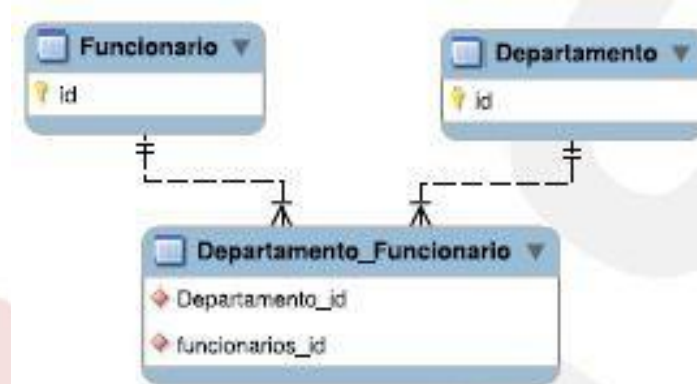 Funcionario
id
Departamento
id
Departamento_Funcionario
Departamento_id
funcionarios_id